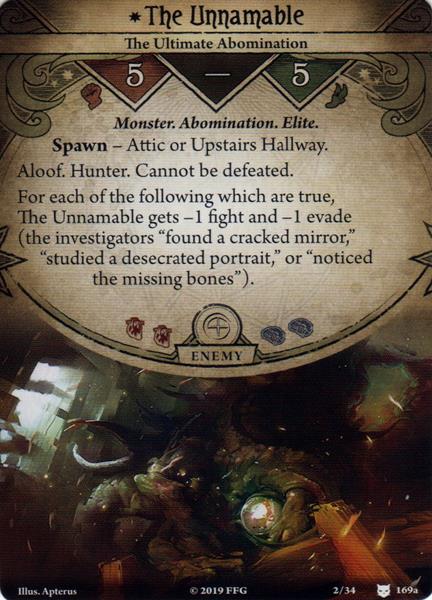 The Unnamable
The Ultimate Abomination
5 — 5
Monster. Abomination. Elite.
Spawn – Attic or Upstairs Hallway.
Aloof. Hunter. Cannot be defeated.
For each of the following which are true,
The Unnamable gets –1 fight and –1 evade
(the investigators “found a cracked mirror,”
“studied a desecrated portrait,” or “noticed
the missing bones”).
ENEMY
Illus. Apterus © 2019 FFG 2/34 169a